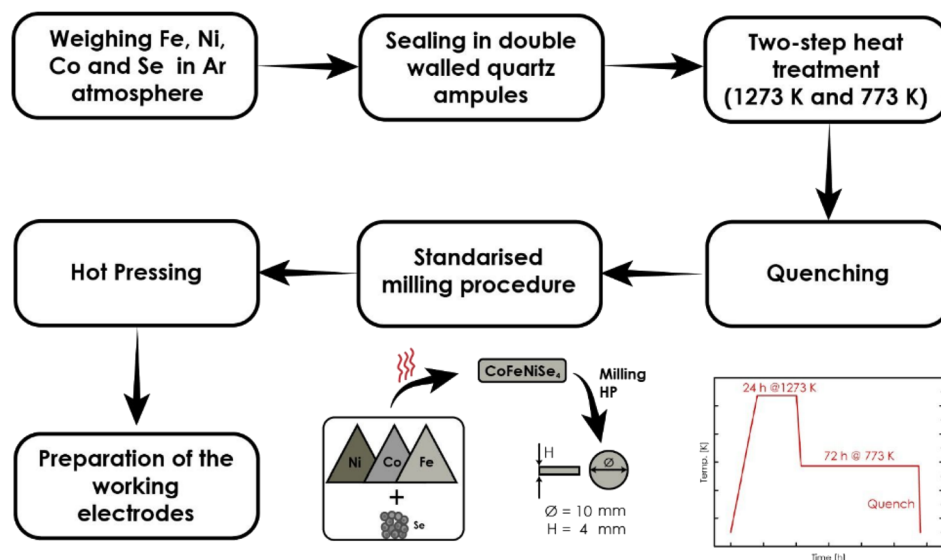 Weighing Fe, Ni,
Co and Se in Ar
atmosphere
Sealing in double
walled quartz
ampules
Two-step heat
treatment
(1273 K and 773 K)
Hot Pressing
Standarised
milling procedure
Quenching
Preparation of the
working
electrodes
Ni
Co
Fe
+
Se
CoFeNiSe₄
Milling
HP
H
Ø
Ø = 10 mm
H = 4 mm
24 h @1273 K
72 h @ 773 K
Quench
Temp. [K]
Time [h]